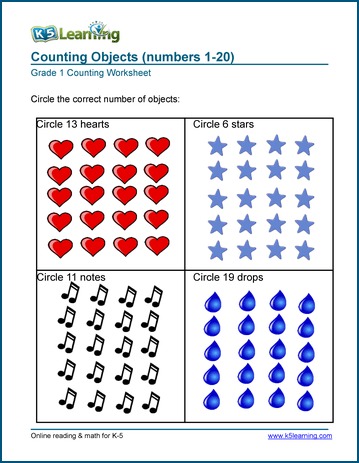 K5 Learning
Counting Objects (numbers 1-20)
Grade 1 Counting Worksheet
Circle the correct number of objects:
Circle 13 hearts
Circle 6 stars
Circle 11 notes
Circle 19 drops
Online reading & math for K-5
www.k5learning.com